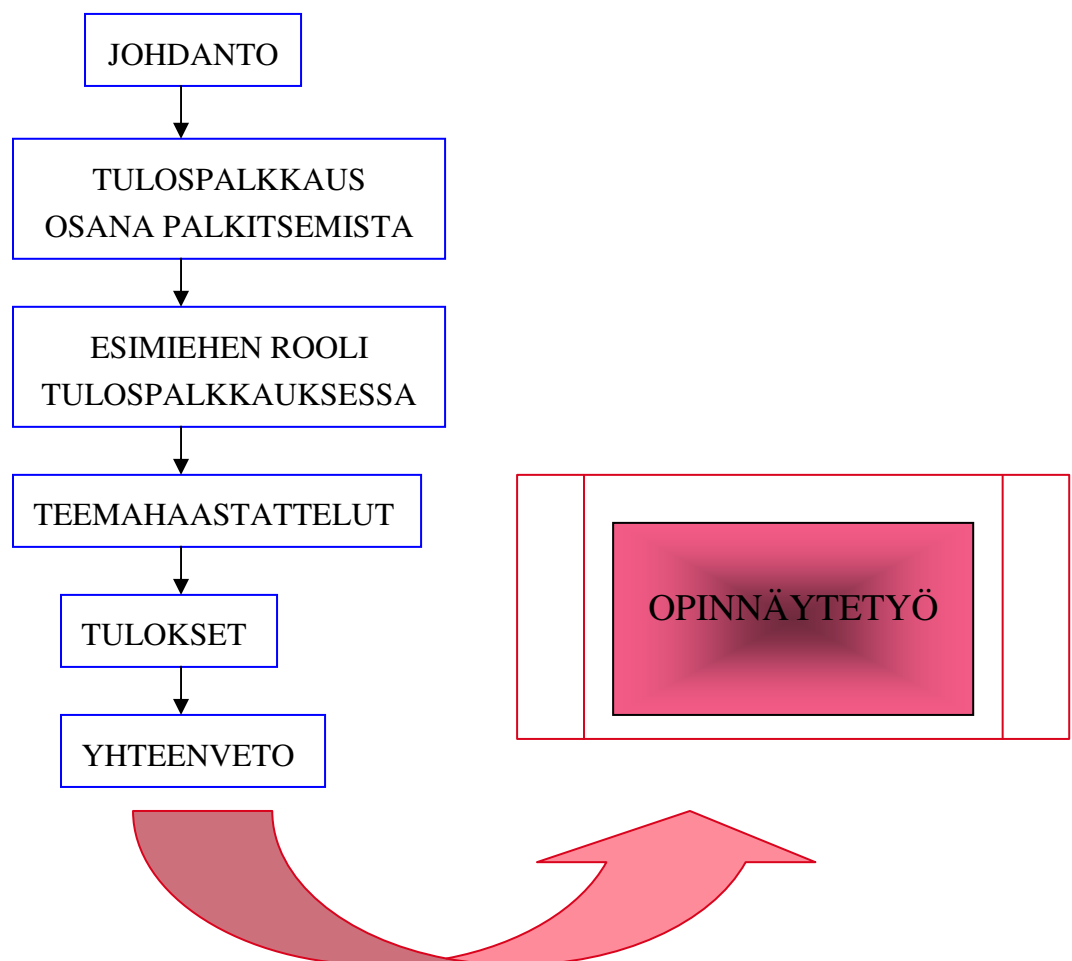 JOHDANTO
TULOSPALKKAUS
OSANA PALKITSEMISTA
ESIMIEHEN ROOLI
TULOSPALKKAUKSESSA
TEEMAHAASTATTELUT
TULOKSET
YHTEENVETO
OPINNÄYTETYÖ